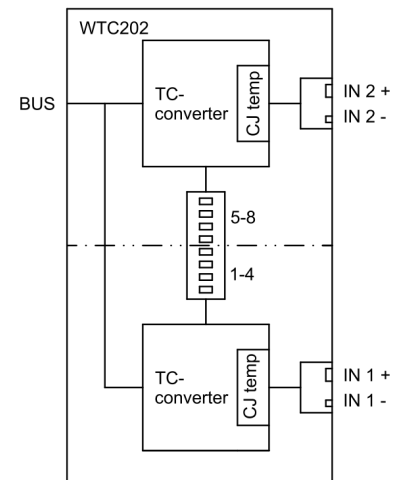 WTC202
BUS
TC-
converter
CJ temp
IN 2 +
IN 2 -
5-8
1-4
TC-
converter
CJ temp
IN 1 +
IN 1 -